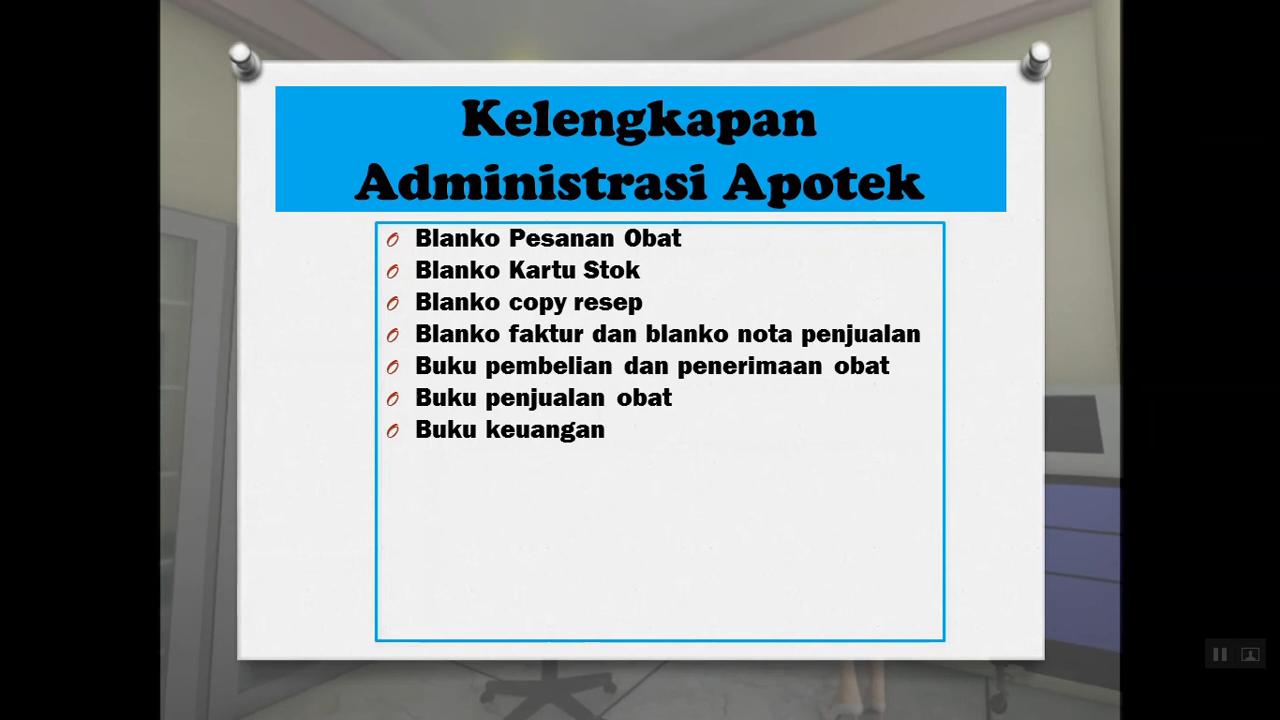 Kelengkapan
Administrasi Apotek
Blanko Pesanan Obat
Blanko Kartu Stok
Blanko copy resep
Blanko faktur dan blanko nota penjualan
Buku pembelian dan penerimaan obat
Buku penjualan obat
Buku keuangan